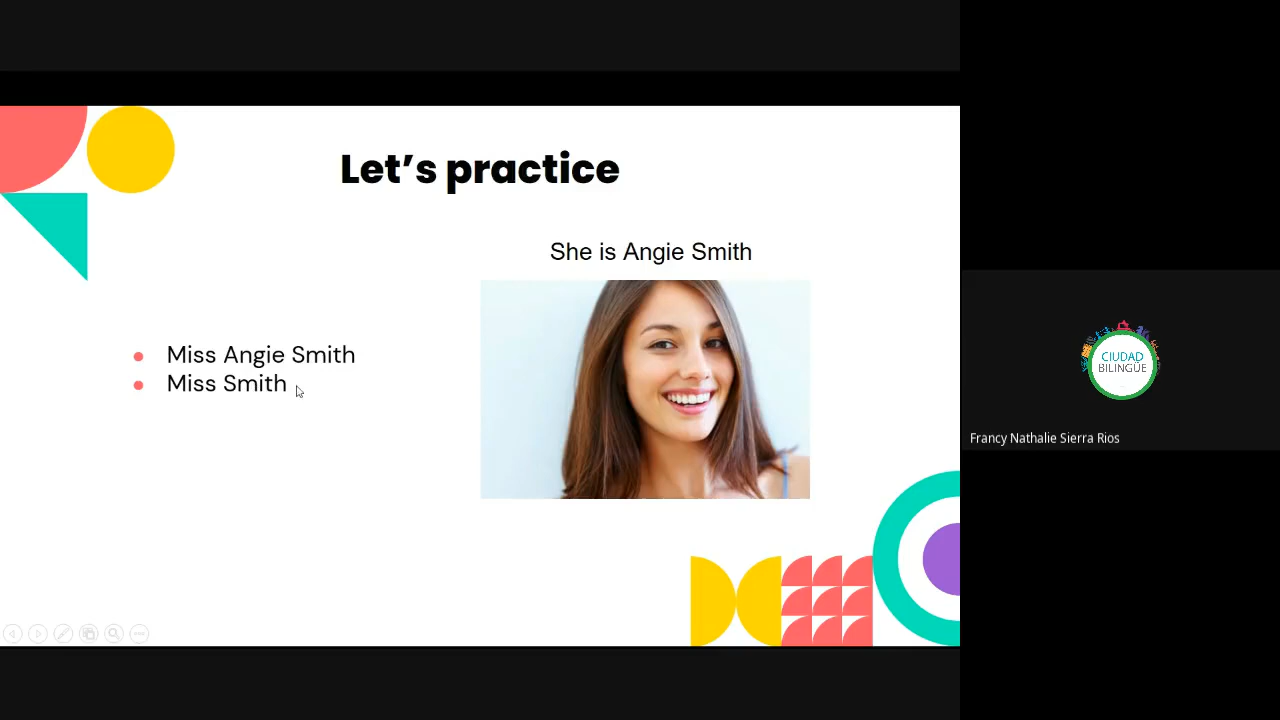 Let's practice
She is Angie Smith
Miss Angie Smith
Miss Smith
CIUDAD
BILINGÜE
Francy Nathalie Sierra Rios